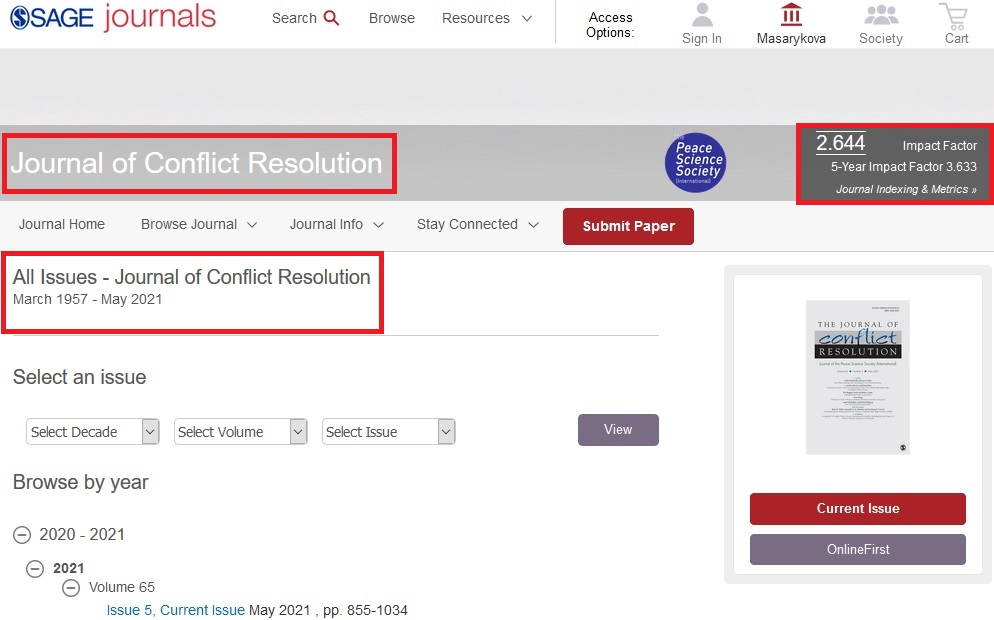 SAGE journals
Search
Browse
Resources
Access
Options:
Sign In
Masarykova
Society
Cart
Journal of Conflict Resolution
Peace
Science
Society
[International]
2.644 Impact Factor
5-Year Impact Factor 3.633
Journal Indexing & Metrics »
Journal Home
Browse Journal
Journal Info
Stay Connected
Submit Paper
All Issues - Journal of Conflict Resolution
March 1957 - May 2021
Select an issue
Select Decade
Select Volume
Select Issue
View
THE JOURNAL OF
conflict
RESOLUTION
Current Issue
OnlineFirst
Browse by year
2020 - 2021
2021
Volume 65
Issue 5, Current Issue May 2021 , pp. 855-1034